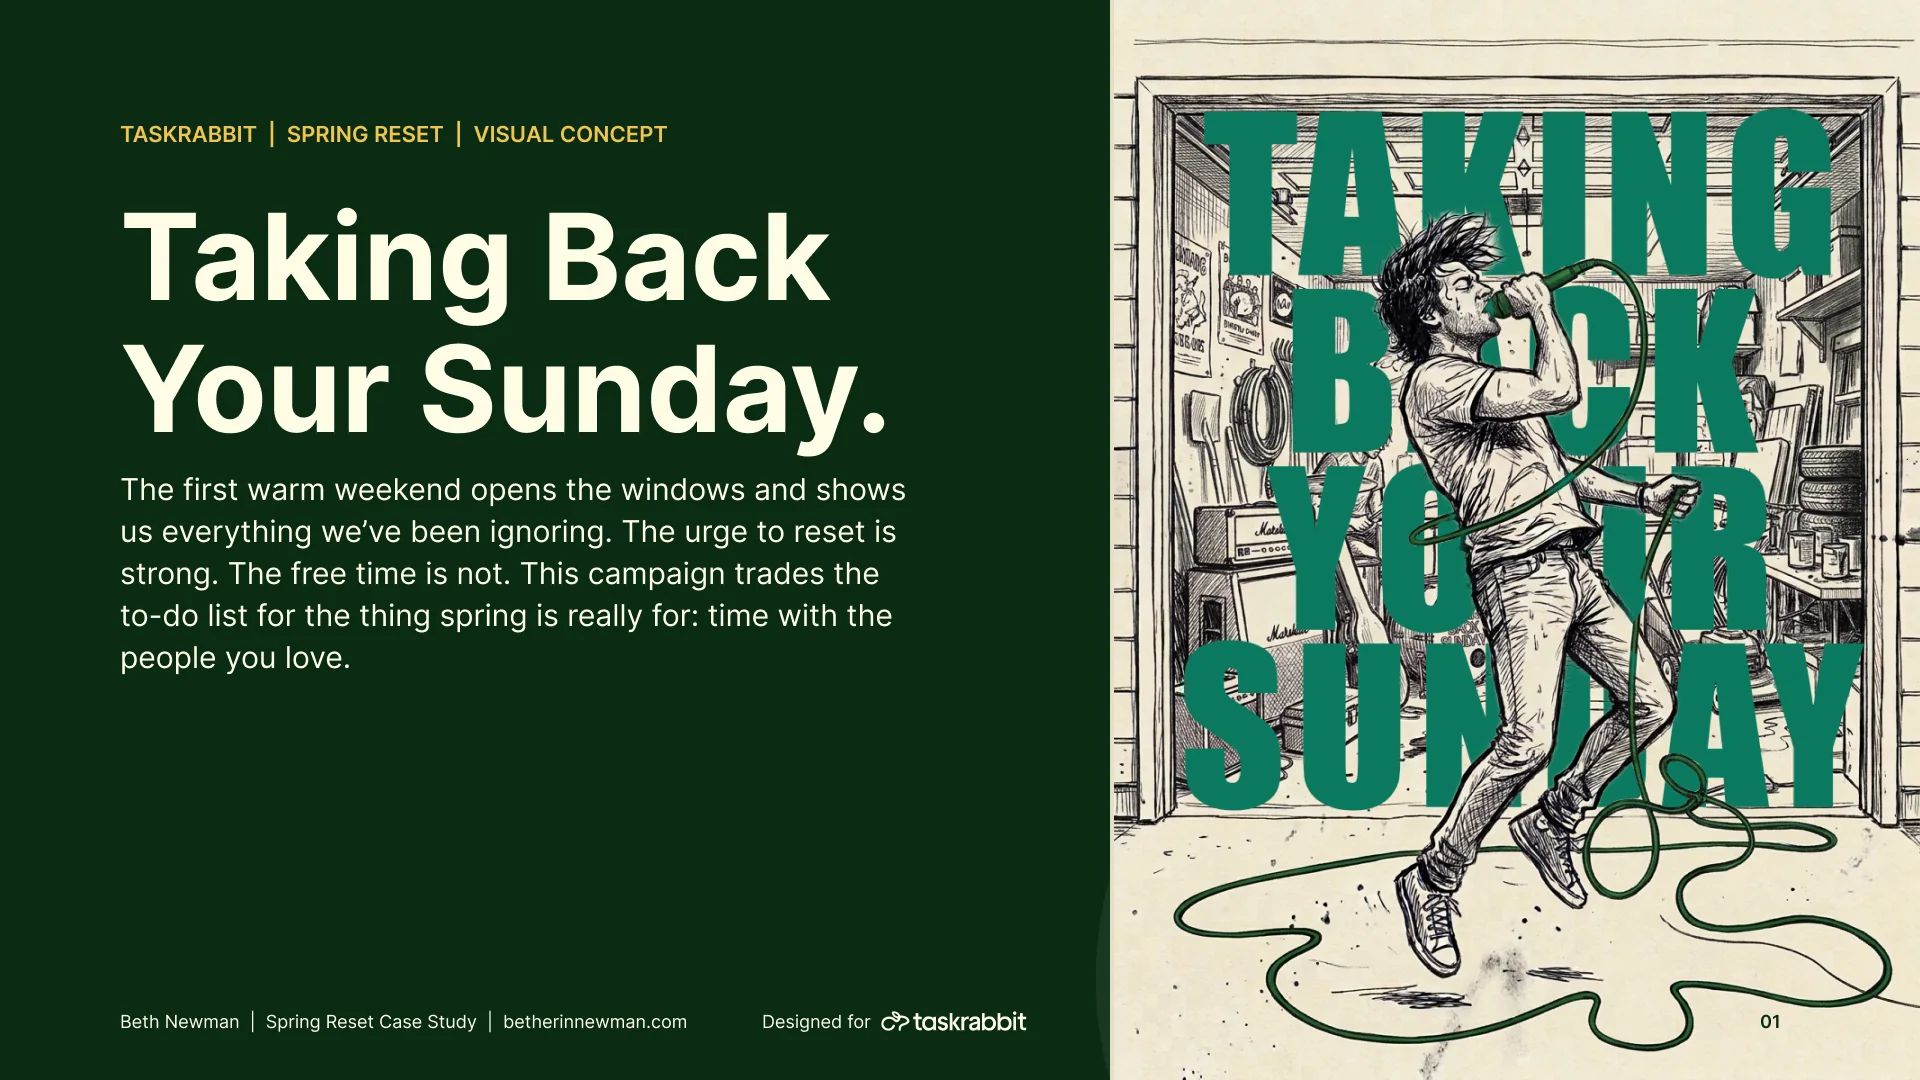 TASKRABBIT | SPRING RESET | VISUAL CONCEPT
Taking Back
Your Sunday.
The first warm weekend opens the windows and shows
us everything we’ve been ignoring. The urge to reset is
strong. The free time is not. This campaign trades the
to-do list for the thing spring is really for: time with the
people you love.
Beth Newman | Spring Reset Case Study | betherinnewman.com
Designed for taskrabbit
TAKING
BACK
YOUR
SUNDAY
BACK
SUNDAY
01